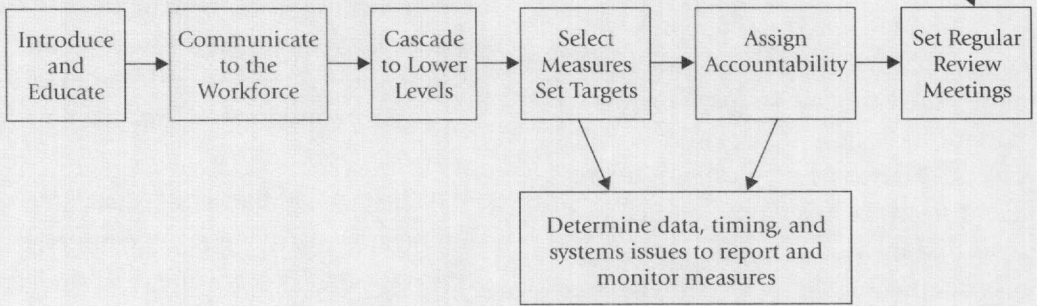 Introduce
and
Educate
Communicate
to the
Workforce
Cascade
to Lower
Levels
Select
Measures
Set Targets
Assign
Accountability
Set Regular
Review
Meetings
Determine data, timing, and
systems issues to report and
monitor measures